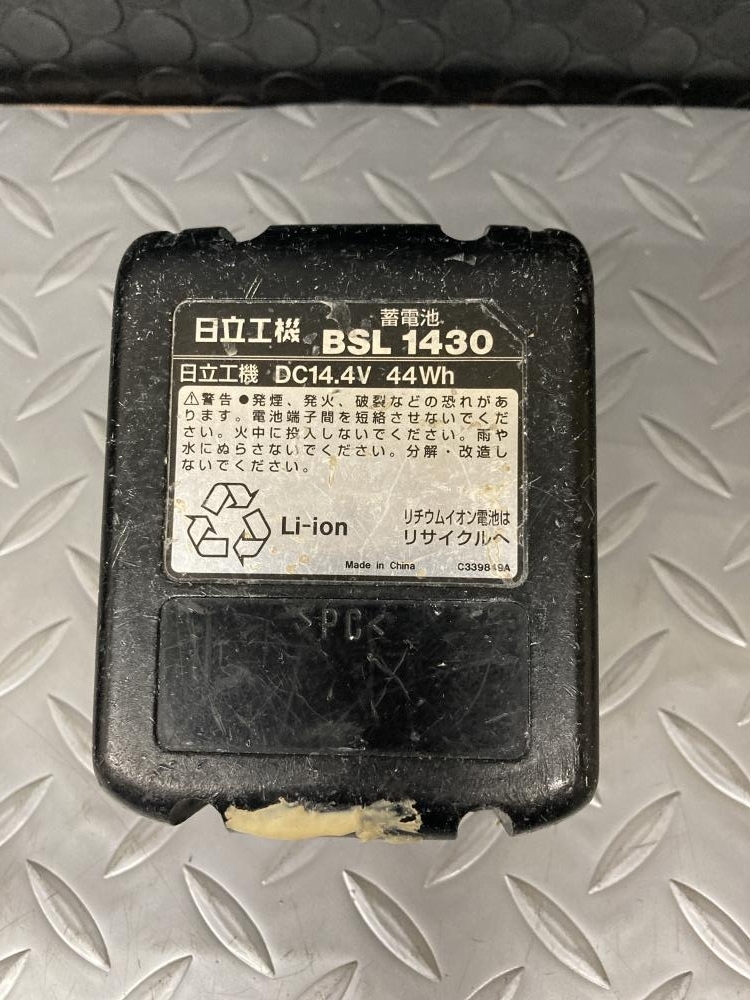 蓄電池
日立工機 BSL 1430
日立工機 DC14.4V 44Wh
⚠警告●発煙、発火、破裂などの恐れがあ
ります。電池端子間を短絡させないでくだ
さい。火中に投入しないでください。雨や
水にぬらさないでください。分解・改造し
ないでください。
Li-ion
リチウムイオン電池は
リサイクルへ
Made in China
C339849A
>PC<